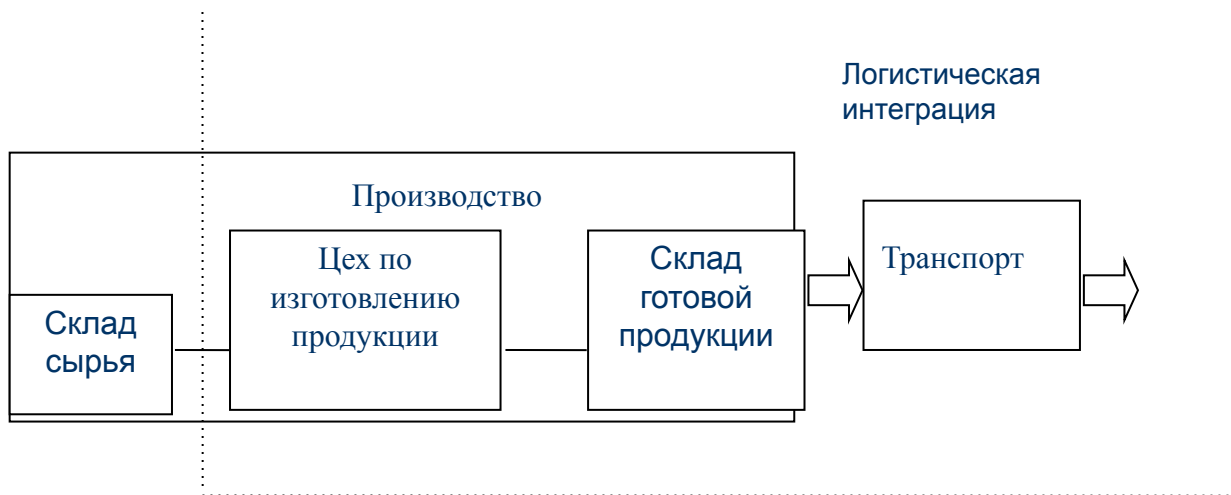 Логистическая
интеграция
Производство
Цех по
изготовлению
продукции
Склад
готовой
продукции
Транспорт
Склад
сырья